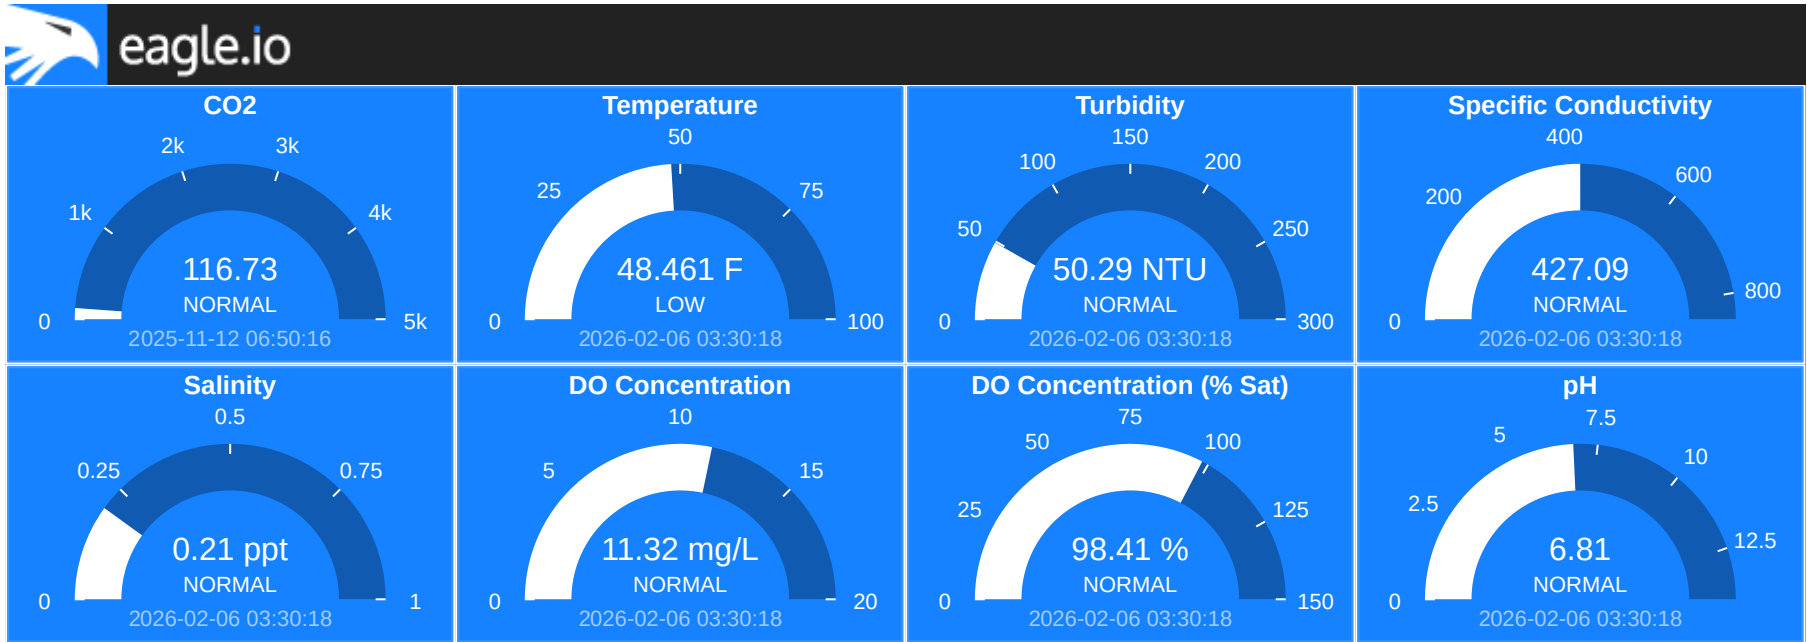 eagle.io
CO2
2k
3k
1k
4k
116.73
NORMAL
0
5k
2025-11-12 06:50:16
Temperature
50
25
75
48.461 F
LOW
0
100
2026-02-06 03:30:18
Turbidity
150
100
200
50
250
50.29 NTU
NORMAL
0
300
2026-02-06 03:30:18
Specific Conductivity
400
600
200
800
427.09
NORMAL
0
2026-02-06 03:30:18
Salinity
0.5
0.25
0.75
0.21 ppt
NORMAL
0
1
2026-02-06 03:30:18
DO Concentration
10
5
15
11.32 mg/L
NORMAL
0
20
2026-02-06 03:30:18
DO Concentration (% Sat)
75
50
100
25
125
98.41 %
NORMAL
0
150
2026-02-06 03:30:18
pH
7.5
5
10
2.5
12.5
6.81
NORMAL
0
2026-02-06 03:30:18